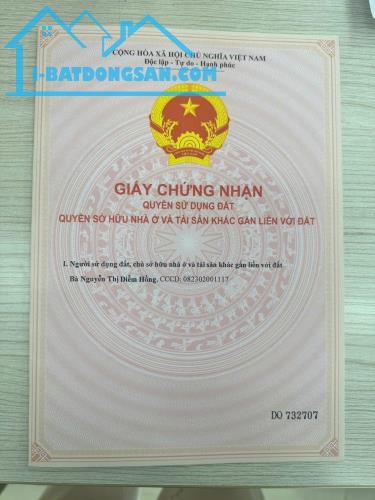 CỘNG HÒA XÃ HỘI CHỦ NGHĨA VIỆT NAM
Độc lập - Tự do - Hạnh phúc
I-BATDONGSAN.COM
GIẤY CHỨNG NHẬN
QUYỀN SỬ DỤNG ĐẤT
QUYỀN SỞ HỮU NHÀ Ở VÀ TÀI SẢN KHÁC GẮN LIỀN VỚI ĐẤT
I. Người sử dụng đất, chủ sở hữu nhà ở và tài sản khác gắn liền với đất
Bà Nguyễn Thị Diễm Hồng, CCCD: 082302001117
DQ 732707